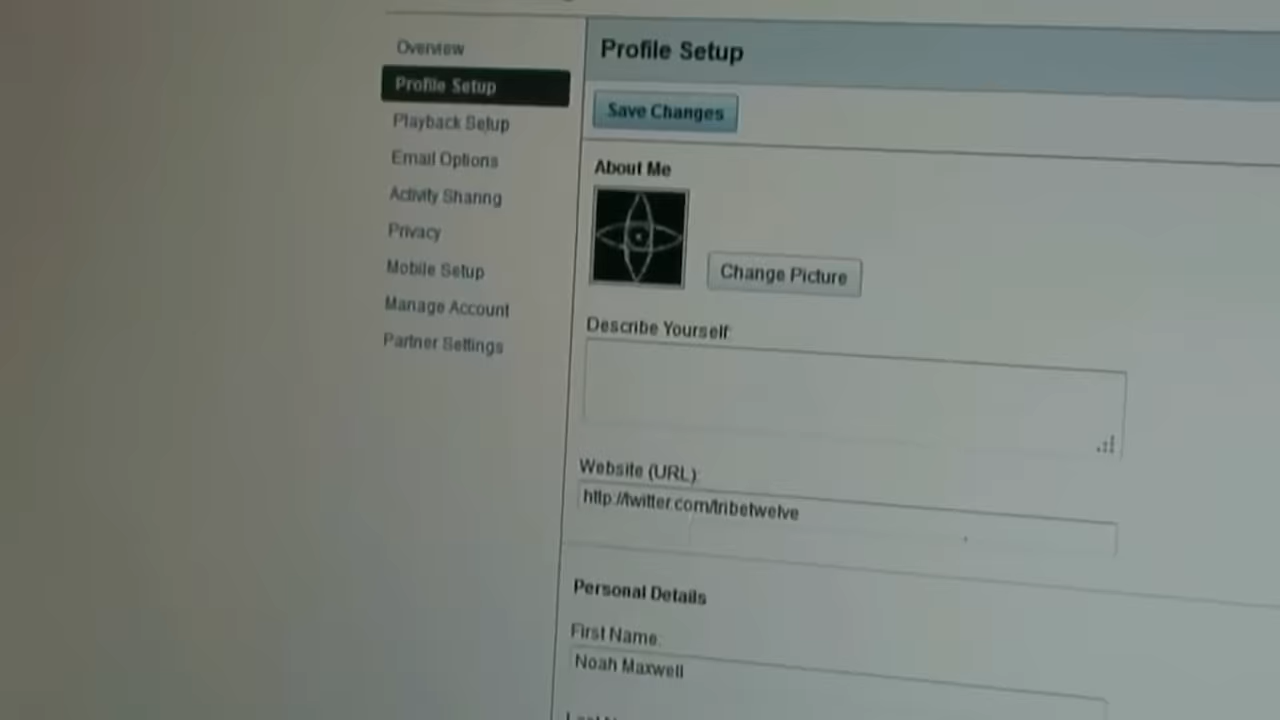 Overview
Profile Setup
Playback Setup
Email Options
Activity Sharing
Privacy
Mobile Setup
Manage Account
Partner Settings
Profile Setup
Save Changes
About Me
Change Picture
Describe Yourself:
Website (URL):
http://twitter.com/tribetwelve
Personal Details
First Name:
Noah Maxwell